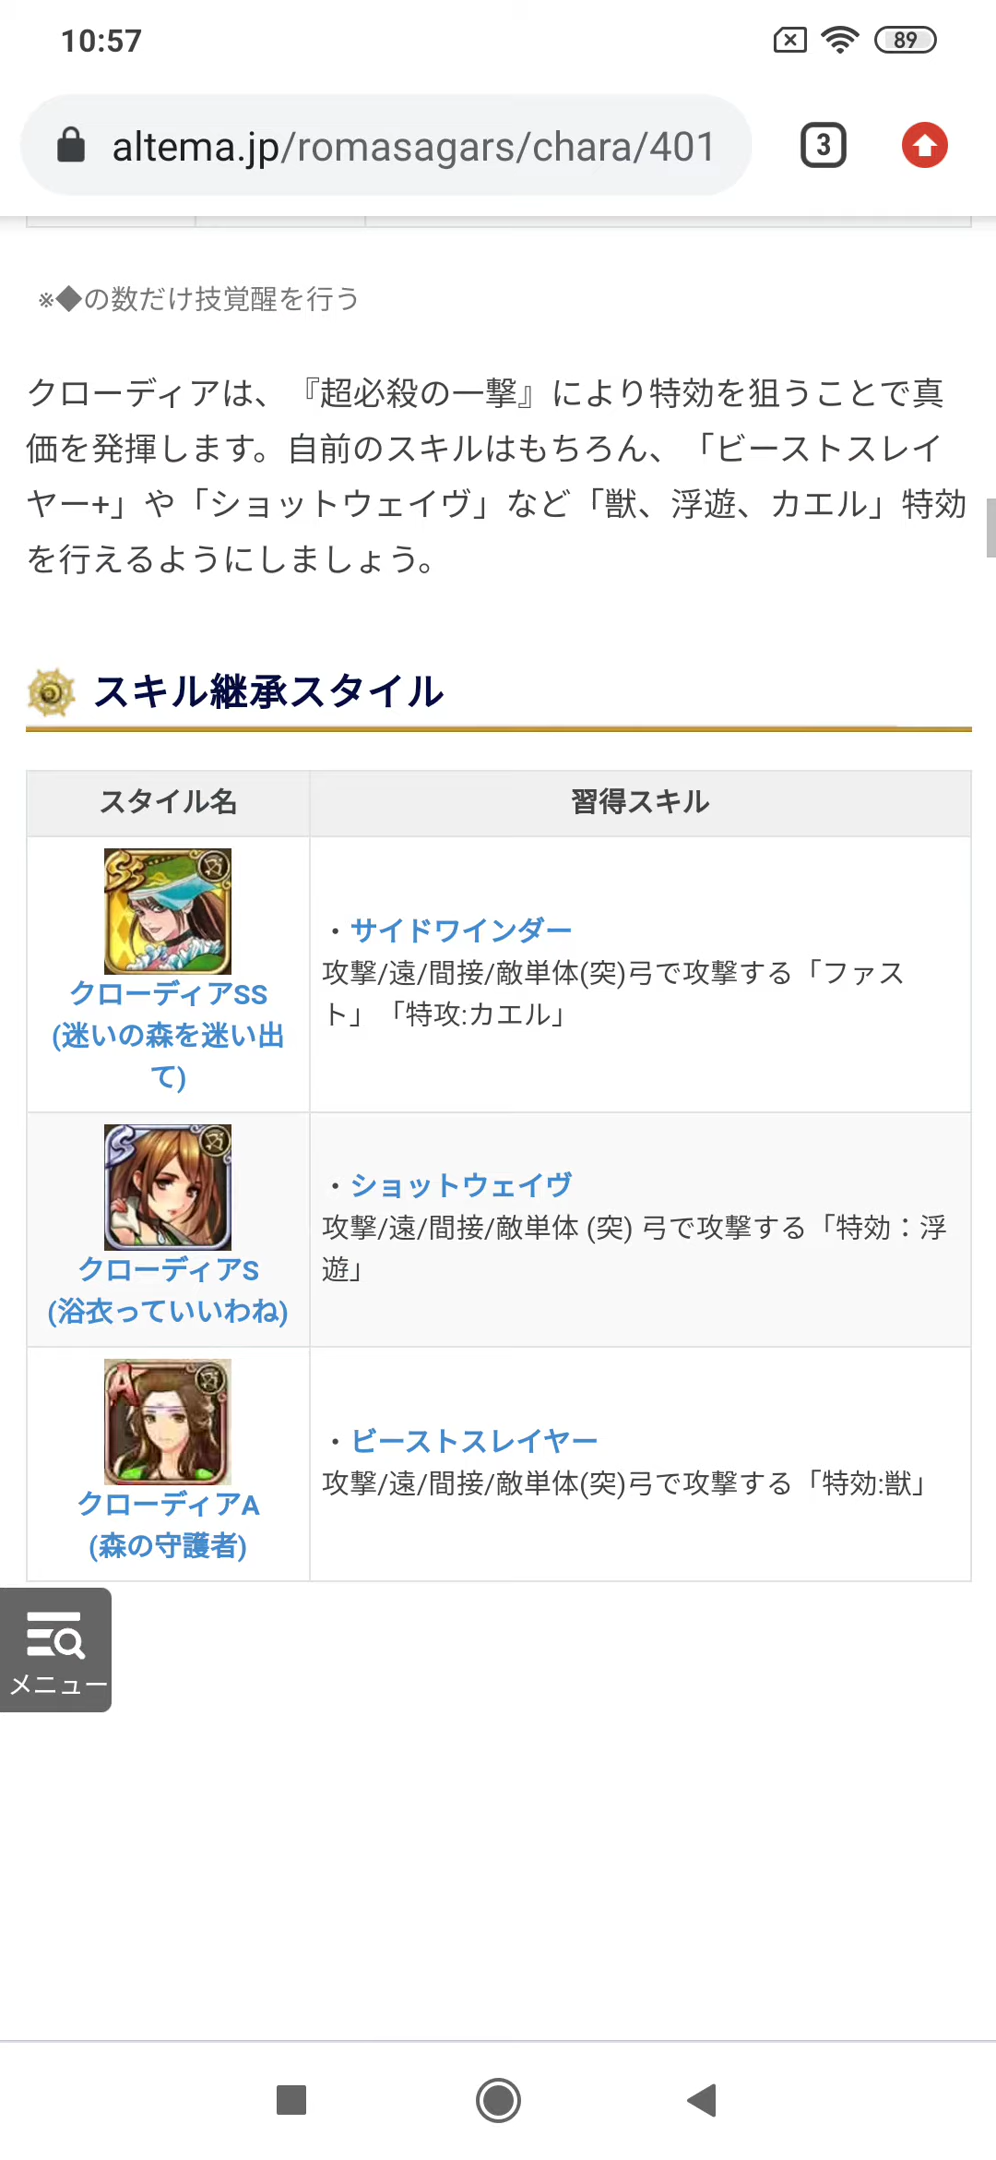 10:57
89
altema.jp/romasagars/chara/401
3
※◆の数だけ技覚醒を行う
クローディアは、『超必殺の一撃』により特効を狙うことで真
価を発揮します。自前のスキルはもちろん、「ビーストスレイ
ヤー+」や「ショットウェイヴ」など「獣、浮遊、カエル」特効
を行えるようにしましょう。
スキル継承スタイル
スタイル名
習得スキル
SS
クローディアSS
(迷いの森を迷い出
て)
・サイドワインダー
攻撃/遠/間接/敵単体(突)弓で攻撃する「ファス
ト」「特攻:カエル」
S
クローディアS
(浴衣っていいわね)
・ショットウェイヴ
攻撃/遠/間接/敵単体 (突) 弓で攻撃する「特効：浮
遊」
A
クローディアA
(森の守護者)
・ビーストスレイヤー
攻撃/遠/間接/敵単体(突)弓で攻撃する「特効:獣」
メニュー